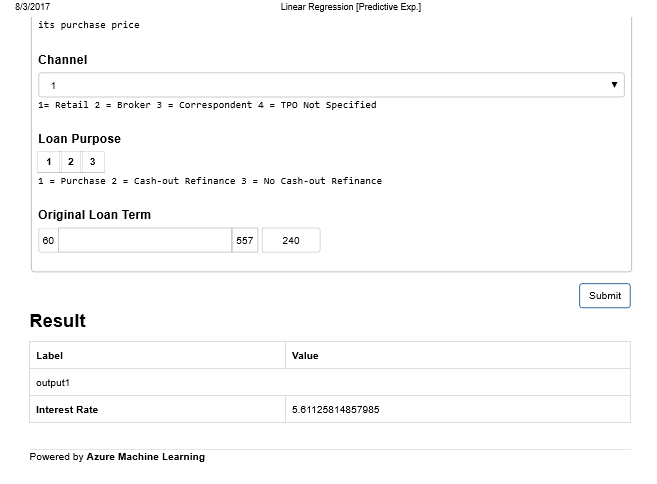 8/3/2017 Linear Regression [Predictive Exp.]
its purchase price
Channel
1
1= Retail 2 = Broker 3 = Correspondent 4 = TPO Not Specified
Loan Purpose
1 2 3
1 = Purchase 2 = Cash-out Refinance 3 = No Cash-out Refinance
Original Loan Term
60 557 240
Submit
Result
Label Value
output1
Interest Rate 5.61125814857985
Powered by Azure Machine Learning